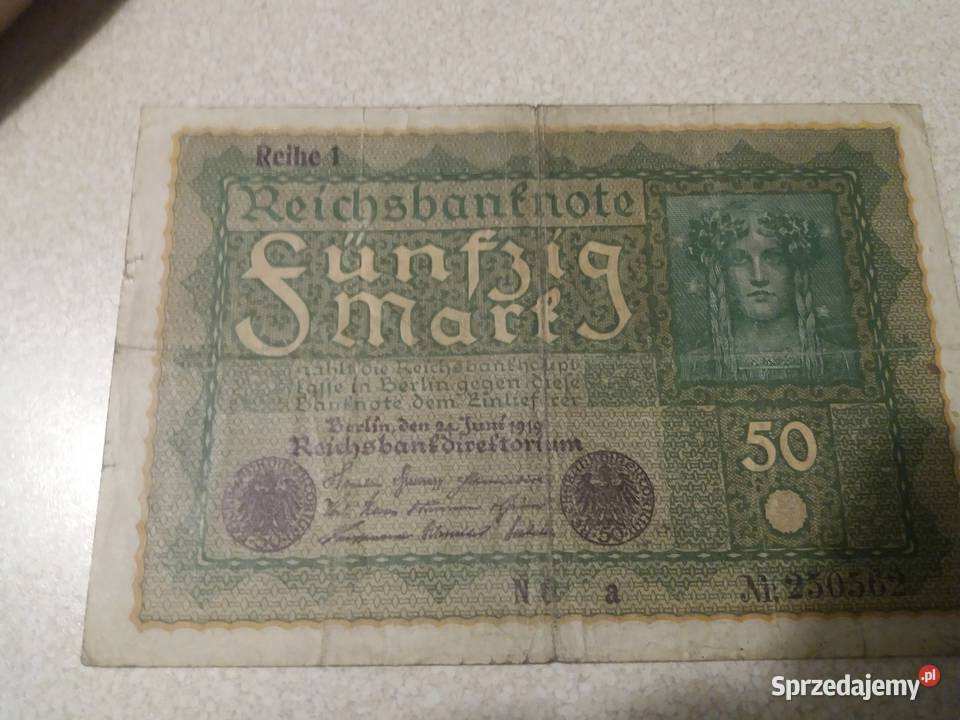 Reihe 1
Reichsbanknote
Fünfzig
Mark
zahlt die Reichsbankhaupt
kasse in Berlin gegen diese
Banknote dem Einlieferer
Berlin, den 24. Juni 1919
Reichsbankdirektorium
50
N a
Nr. 250562
Sprzedajemy.pl